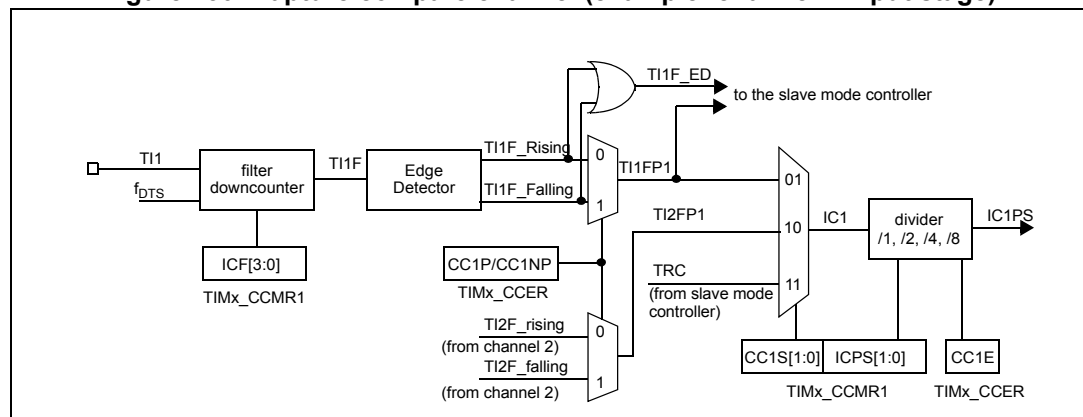 TI1F_ED
to the slave mode controller
TI1
fDTS
filter
downcounter
TI1F
Edge
Detector
TI1F_Rising
TI1F_Falling
0
1
TI1FP1
TI2FP1
01
10
11
IC1
divider
/1, /2, /4, /8
IC1PS
ICF[3:0]
TIMx_CCMR1
CC1P/CC1NP
TIMx_CCER
TRC
(from slave mode
controller)
TI2F_rising
(from channel 2)
TI2F_falling
(from channel 2)
0
1
CC1S[1:0] ICPS[1:0]
TIMx_CCMR1
CC1E
TIMx_CCER